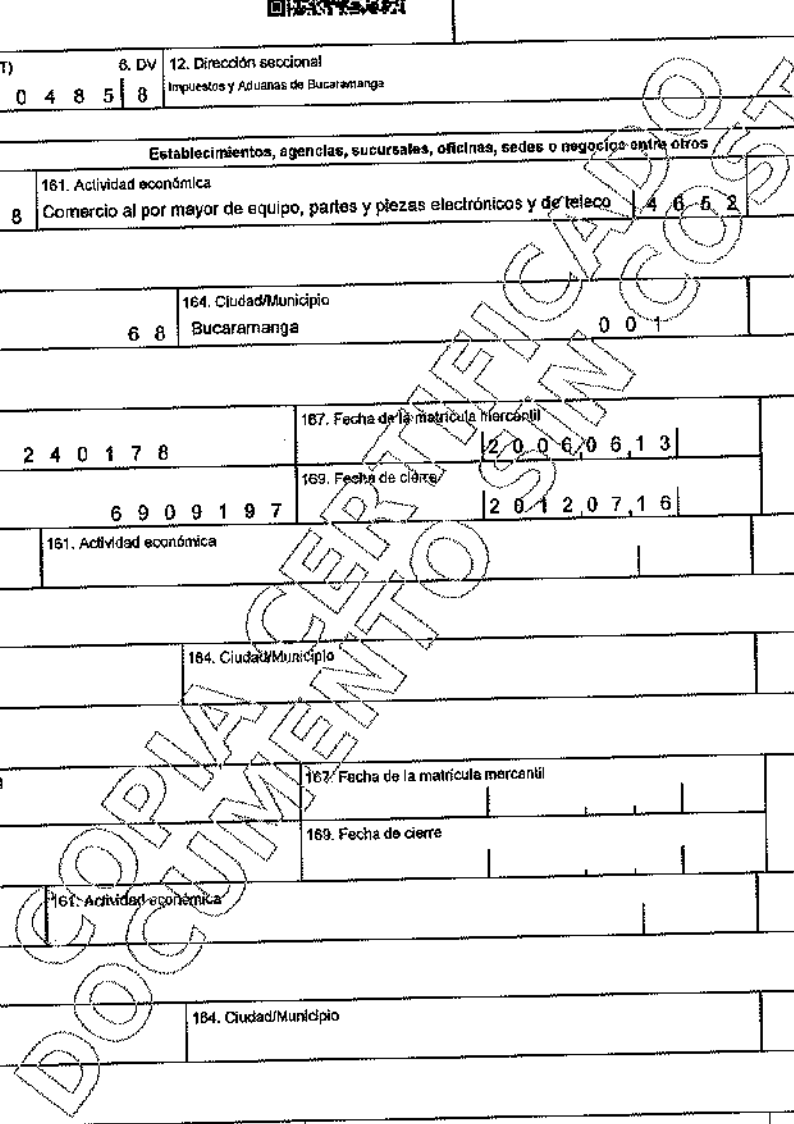 T) 6. DV 12. Dirección seccional
0 4 8 5 8 Impuestos y Aduanas de Bucaramanga
Establecimientos, agencias, sucursales, oficinas, sedes o negocios entre otros
161. Actividad económica
8 Comercio al por mayor de equipo, partes y piezas electrónicos y de teleco 4 6 5 2
164. Ciudad/Municipio
6 8 Bucaramanga 0 0 1
167. Fecha de la matrícula mercantil
2 4 0 1 7 8 2 0 0 6 0 6 1 3
169. Fecha de cierre
6 9 0 9 1 9 7 2 0 1 2 0 7 1 6
161. Actividad económica
164. Ciudad/Municipio
167. Fecha de la matrícula mercantil
169. Fecha de cierre
161. Actividad económica
164. Ciudad/Municipio
COPIA CERTIFICADO
DOCUMENTO SIN COST